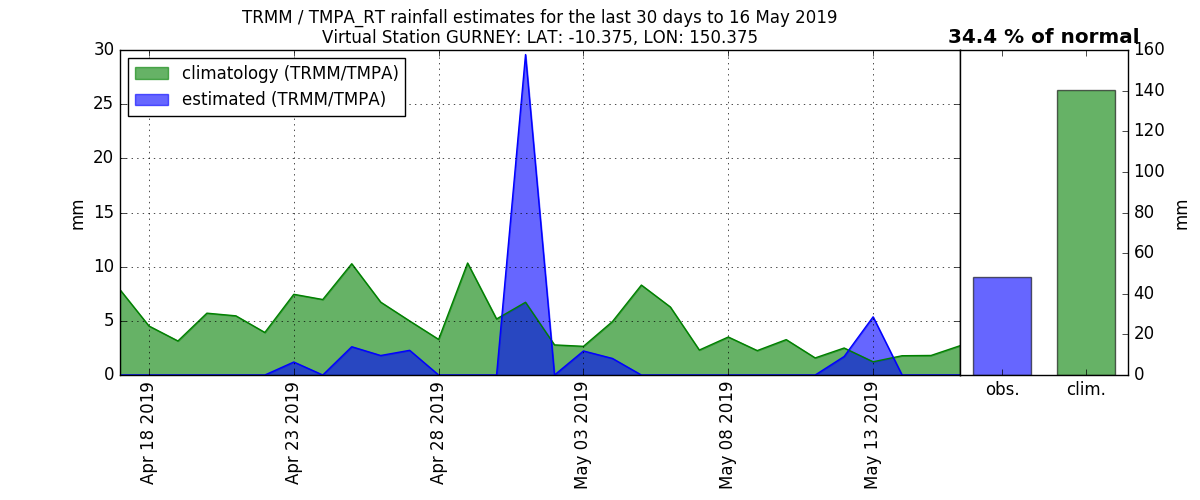 TRMM / TMPA_RT rainfall estimates for the last 30 days to 16 May 2019
Virtual Station GURNEY: LAT: -10.375, LON: 150.375
34.4 % of normal
climatology (TRMM/TMPA)
estimated (TRMM/TMPA)
30
25
20
15
10
5
0
mm
160
140
120
100
80
60
40
20
0
mm
Apr 18 2019
Apr 23 2019
Apr 28 2019
May 03 2019
May 08 2019
May 13 2019
obs.
clim.